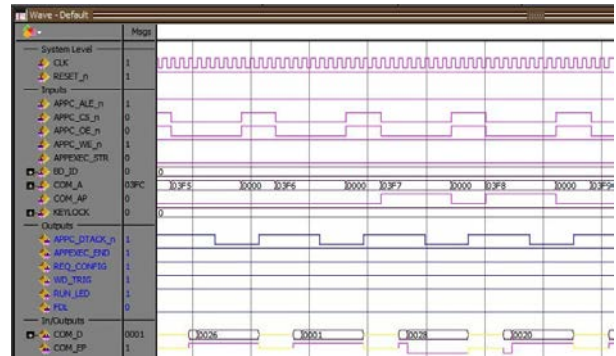 Wave - Default
Msgs
System Level
CLK 1
RESET_n 1
Inputs
APPC_ALE_n 1
APPC_CS_n 0
APPC_OE_n 0
APPC_WE_n 1
APPEXEC_STR 0
BD_ID 0 0
COM_A 03FC 03F5 0000 03F6 0000 03F7 0000 03F8 0000 03F9
COM_AP 0
KEYLOCK 0 0
Outputs
APPC_DTACK_n 1
APPEXEC_END 1
REQ_CONFIG 1
WD_TRIG 1
RUN_LED 1
FDL 0
In/Outputs
COM_D 0001 0026 0001 0028 0020
COM_EP 1